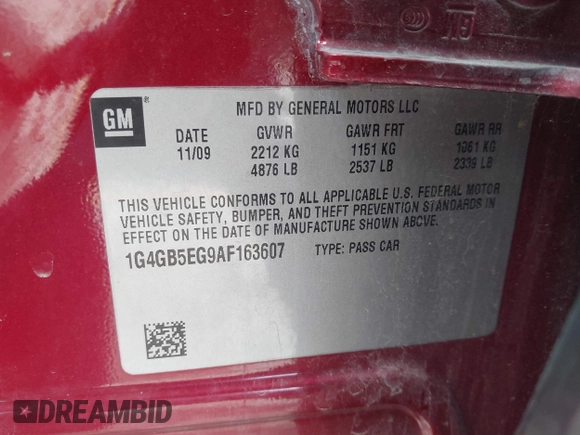 GM
MFD BY GENERAL MOTORS LLC
DATE GVWR GAWR FRT GAWR RR
11/09 2212 KG 1151 KG 1061 KG
4876 LB 2537 LB 2339 LB
THIS VEHICLE CONFORMS TO ALL APPLICABLE U.S. FEDERAL MOTOR
VEHICLE SAFETY, BUMPER, AND THEFT PREVENTION STANDARDS IN
EFFECT ON THE DATE OF MANUFACTURE SHOWN ABOVE.
1G4GB5EG9AF163607 TYPE: PASS CAR
DREAMBID